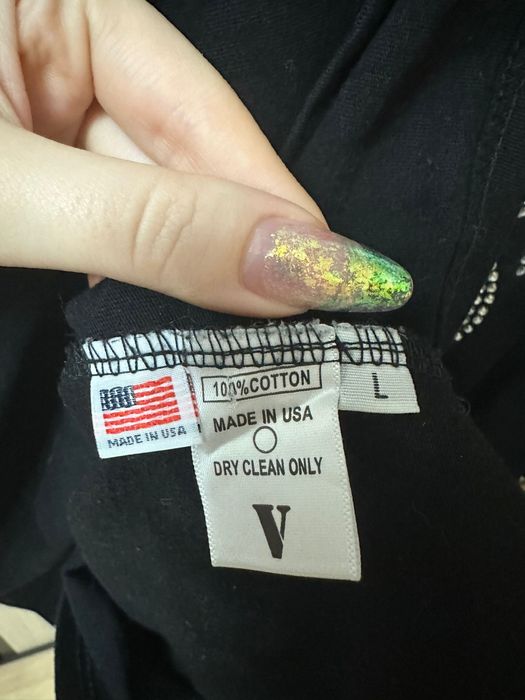 MADE IN USA
100%COTTON
MADE IN USA
DRY CLEAN ONLY
V
L